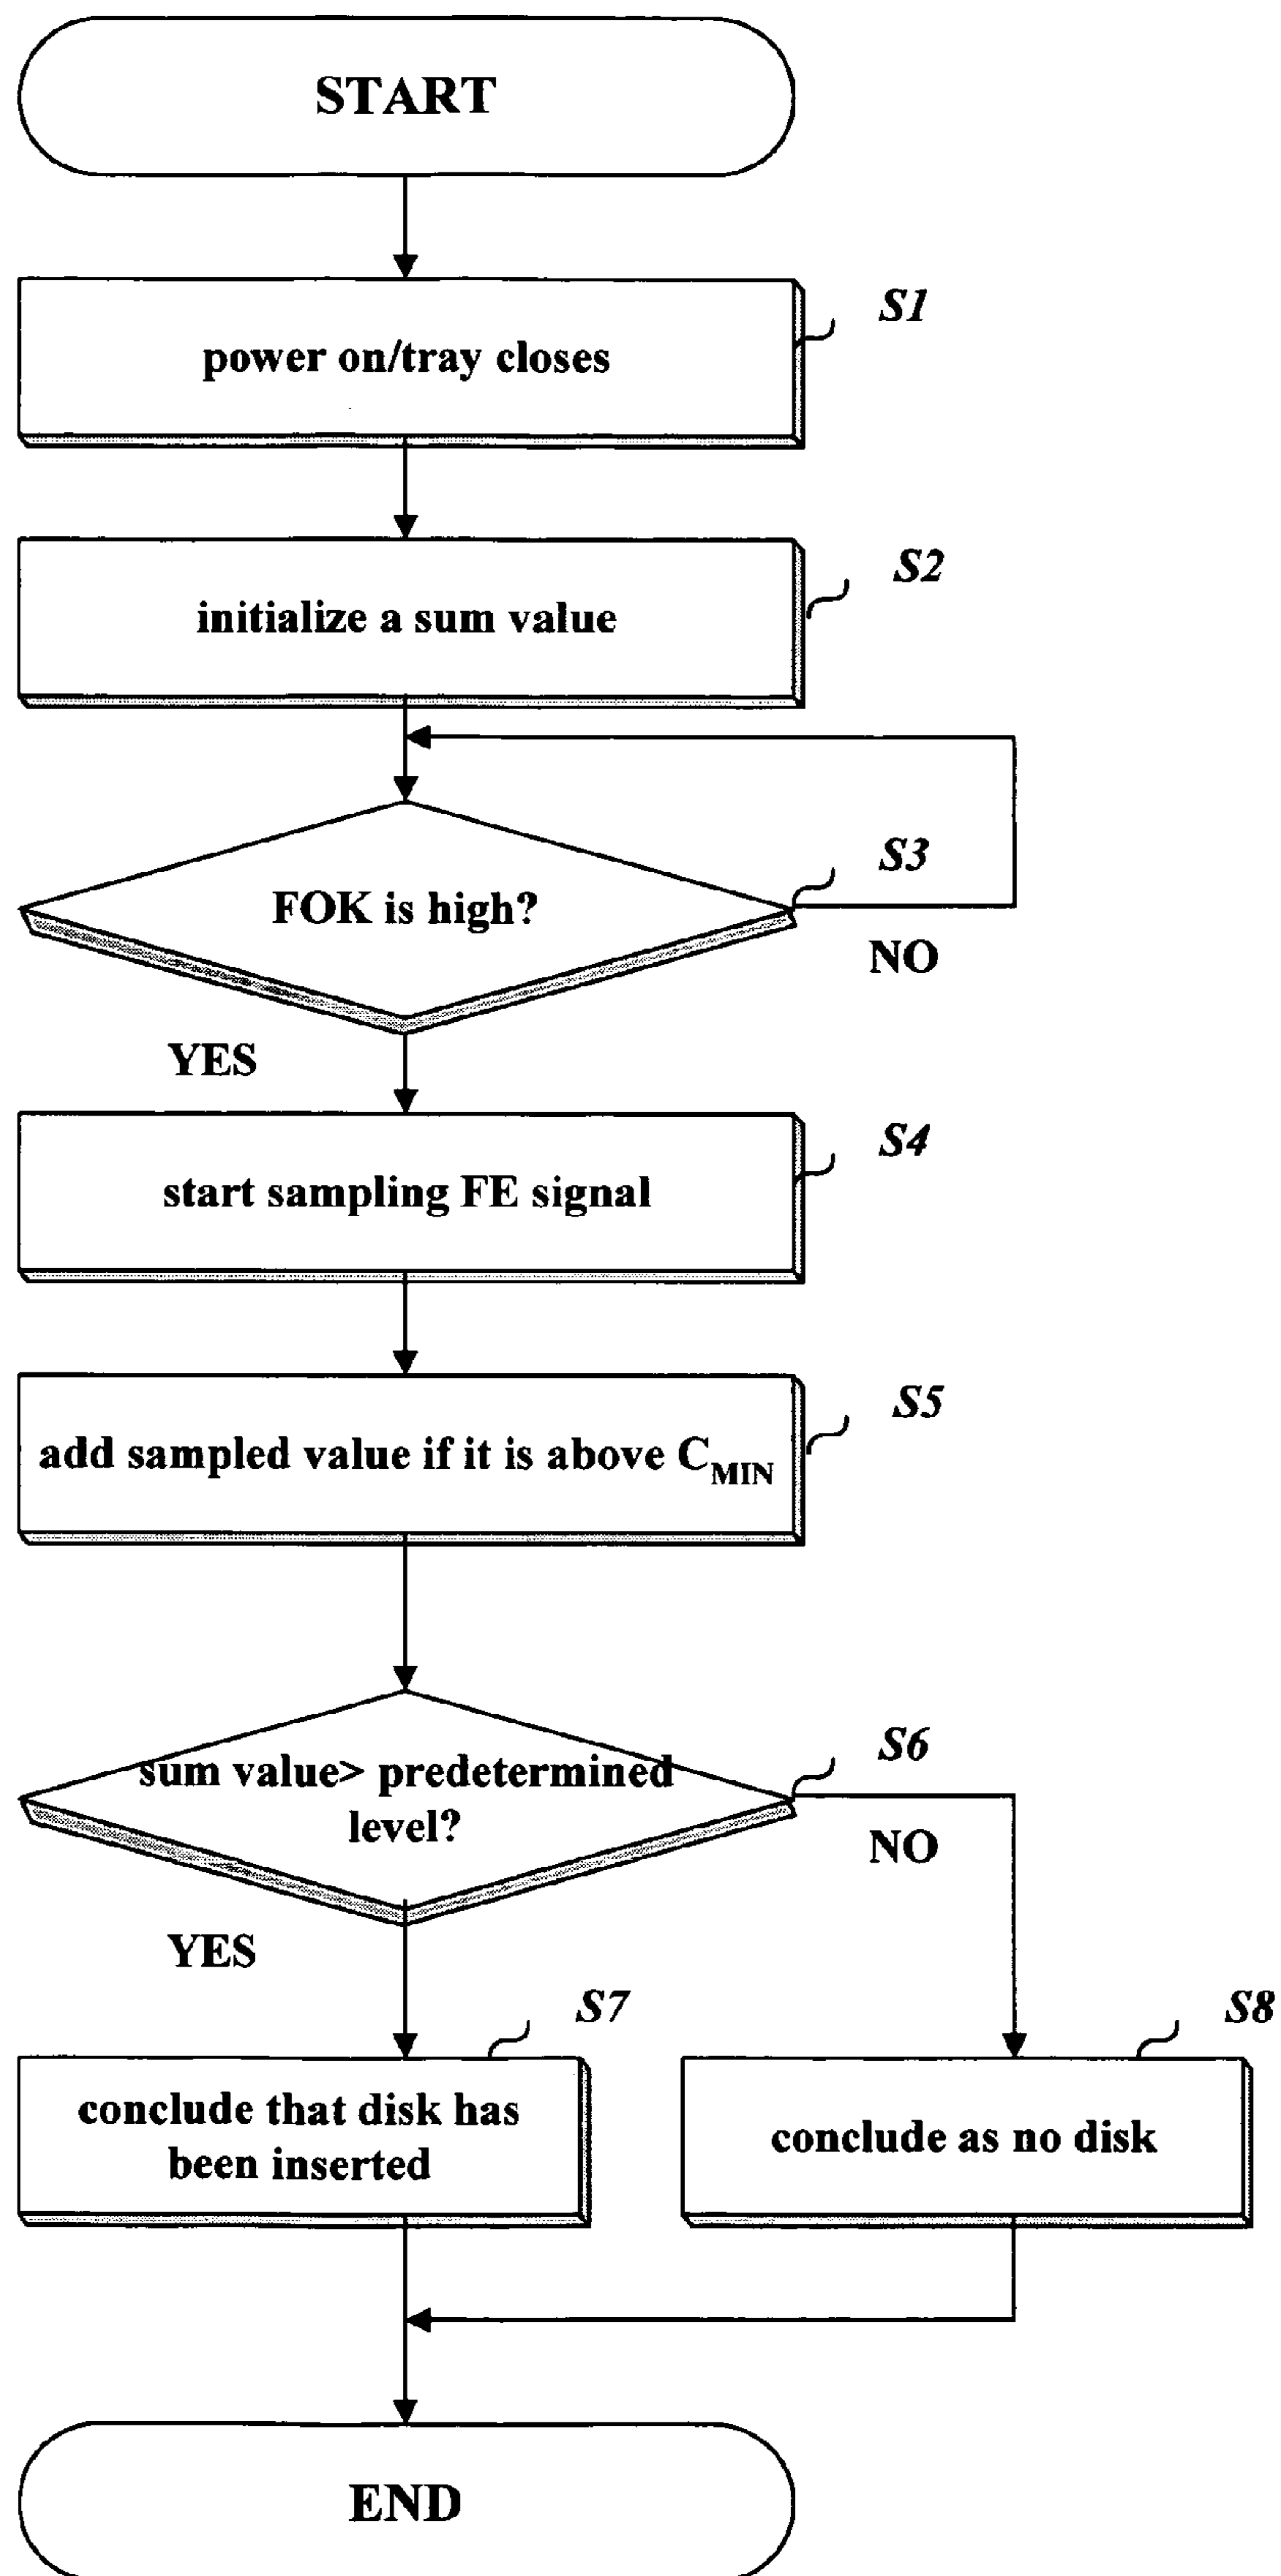 START
S1
power on/tray closes
S2
initialize a sum value
S3
FOK is high?
NO
YES
S4
start sampling FE signal
S5
add sampled value if it is above CMIN
S6
sum value> predetermined
level?
NO
YES
S7
S8
conclude that disk has
been inserted
conclude as no disk
END